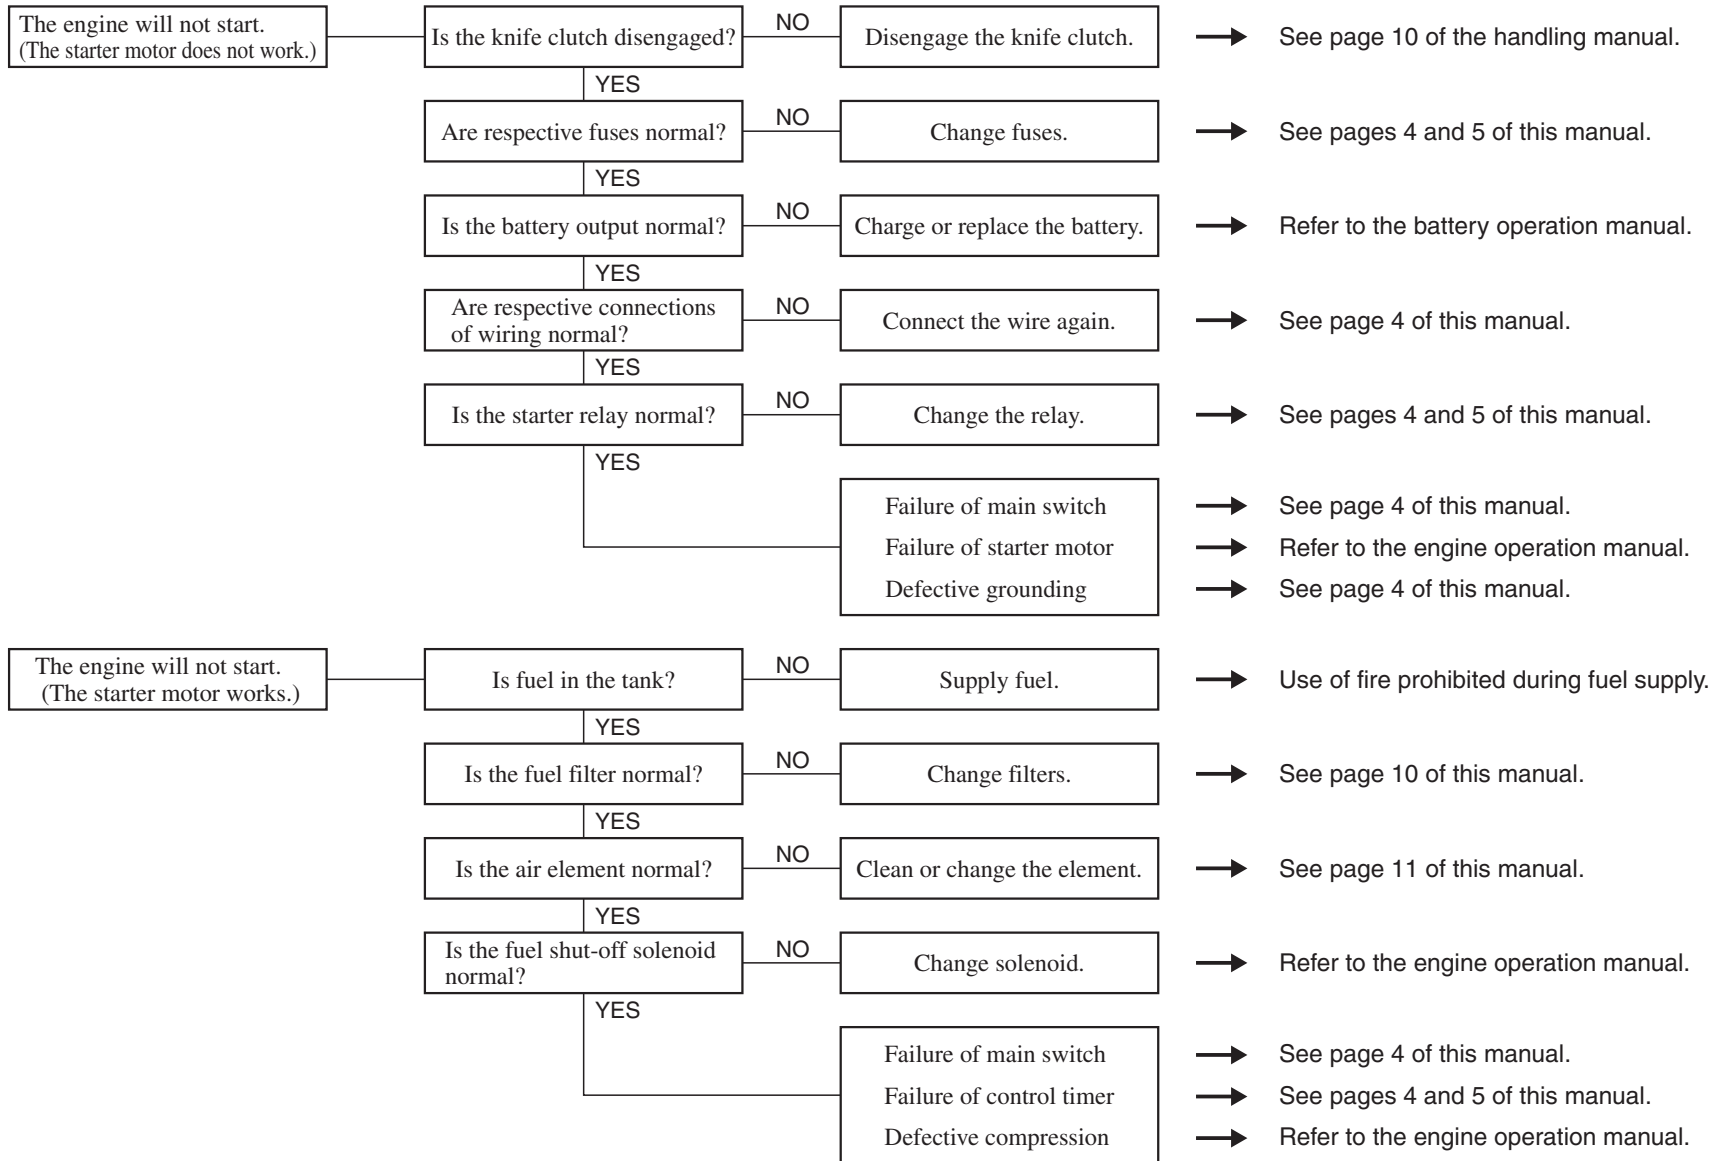 The engine will not start.
(The starter motor does not work.)
Is the knife clutch disengaged?
NO
Disengage the knife clutch.
See page 10 of the handling manual.
YES
Are respective fuses normal?
NO
Change fuses.
See pages 4 and 5 of this manual.
YES
Is the battery output normal?
NO
Charge or replace the battery.
Refer to the battery operation manual.
YES
Are respective connections
of wiring normal?
NO
Connect the wire again.
See page 4 of this manual.
YES
Is the starter relay normal?
NO
Change the relay.
See pages 4 and 5 of this manual.
YES
Failure of main switch
See page 4 of this manual.
Failure of starter motor
Refer to the engine operation manual.
Defective grounding
See page 4 of this manual.
The engine will not start.
(The starter motor works.)
Is fuel in the tank?
NO
Supply fuel.
Use of fire prohibited during fuel supply.
YES
Is the fuel filter normal?
NO
Change filters.
See page 10 of this manual.
YES
Is the air element normal?
NO
Clean or change the element.
See page 11 of this manual.
YES
Is the fuel shut-off solenoid
normal?
NO
Change solenoid.
Refer to the engine operation manual.
YES
Failure of main switch
See page 4 of this manual.
Failure of control timer
See pages 4 and 5 of this manual.
Defective compression
Refer to the engine operation manual.